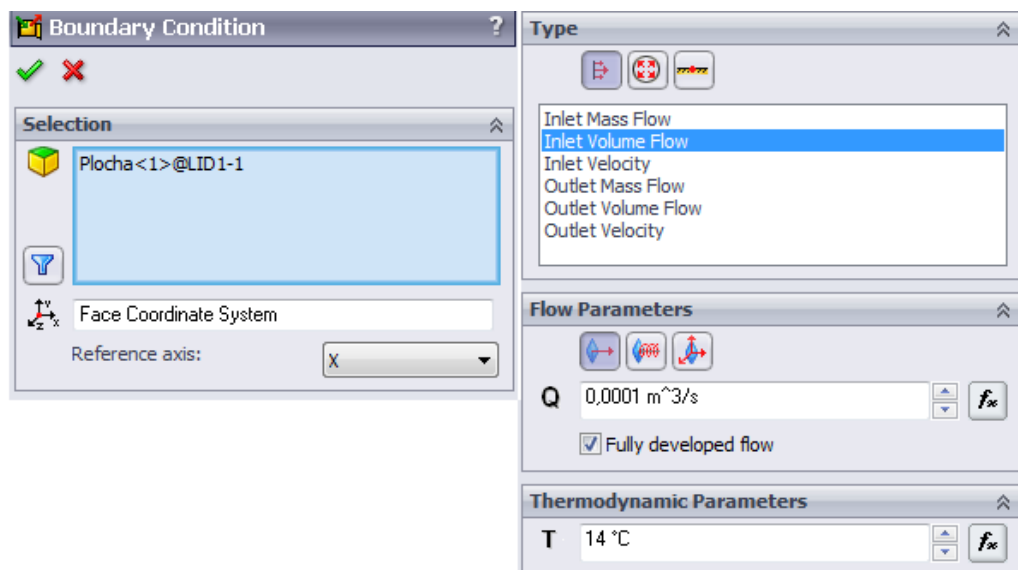 Boundary Condition ?
Selection
Plocha<1>@LID1-1
Face Coordinate System
Reference axis:
X
Type
Inlet Mass Flow
Inlet Volume Flow
Inlet Velocity
Outlet Mass Flow
Outlet Volume Flow
Outlet Velocity
Flow Parameters
Q 0,0001 m^3/s
Fully developed flow
Thermodynamic Parameters
T 14 °C